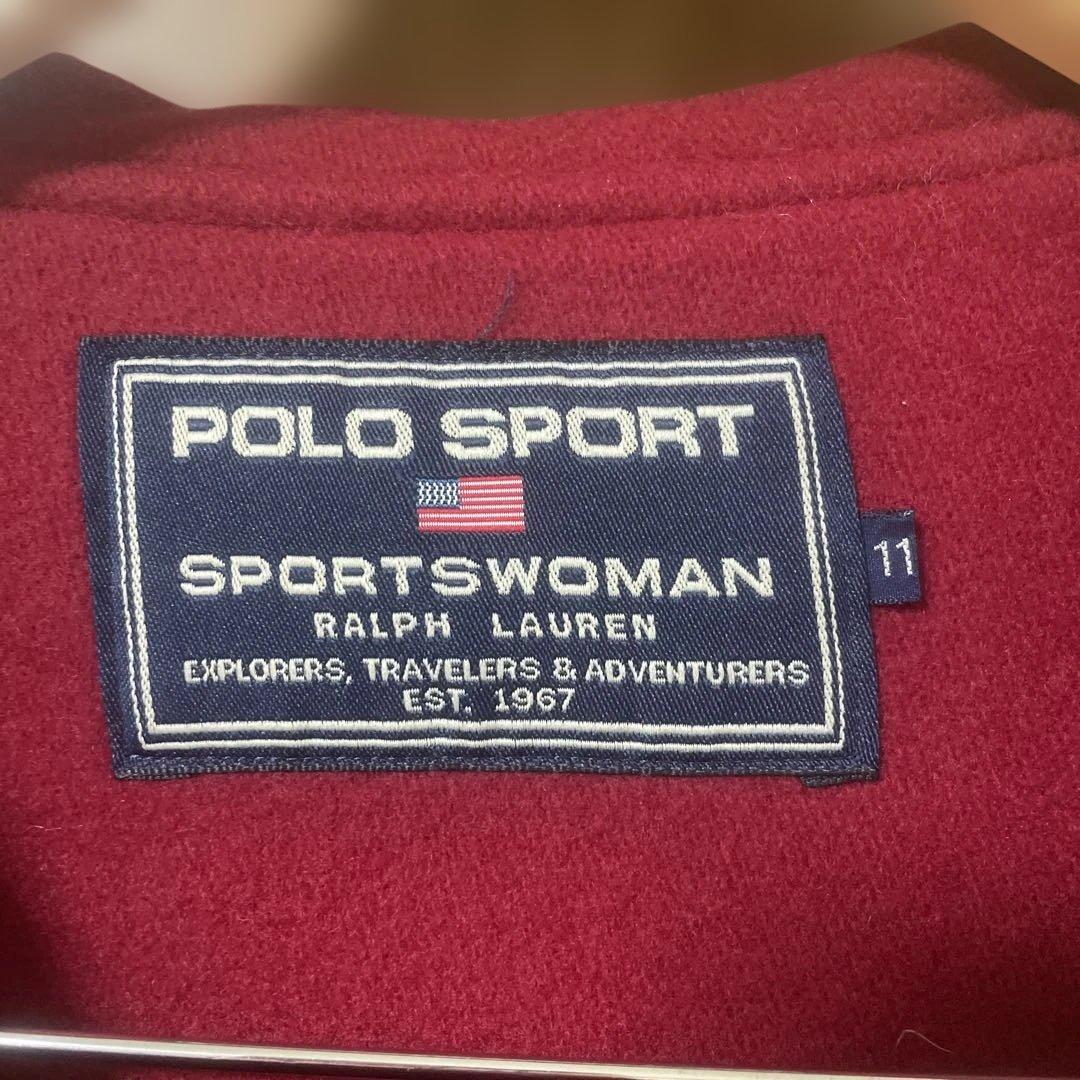 POLO SPORT
SPORTSWOMAN
RALPH LAUREN
EXPLORERS, TRAVELERS & ADVENTURERS
EST. 1967
11